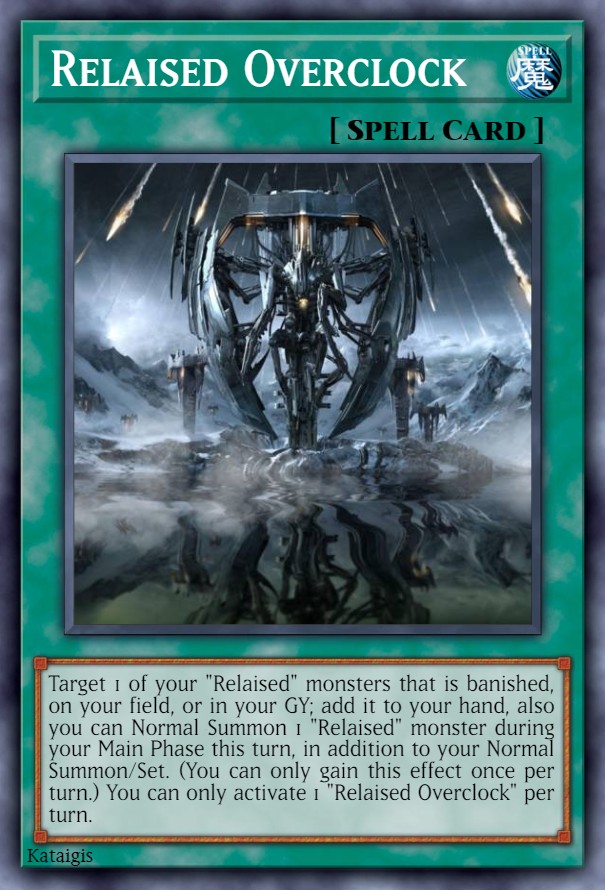 Relaised Overclock
SPELL
魔
[ Spell Card ]
Target 1 of your "Relaised" monsters that is banished,
on your field, or in your GY; add it to your hand, also
you can Normal Summon 1 "Relaised" monster during
your Main Phase this turn, in addition to your Normal
Summon/Set. (You can only gain this effect once per
turn.) You can only activate 1 "Relaised Overclock" per
turn.
Kataigis